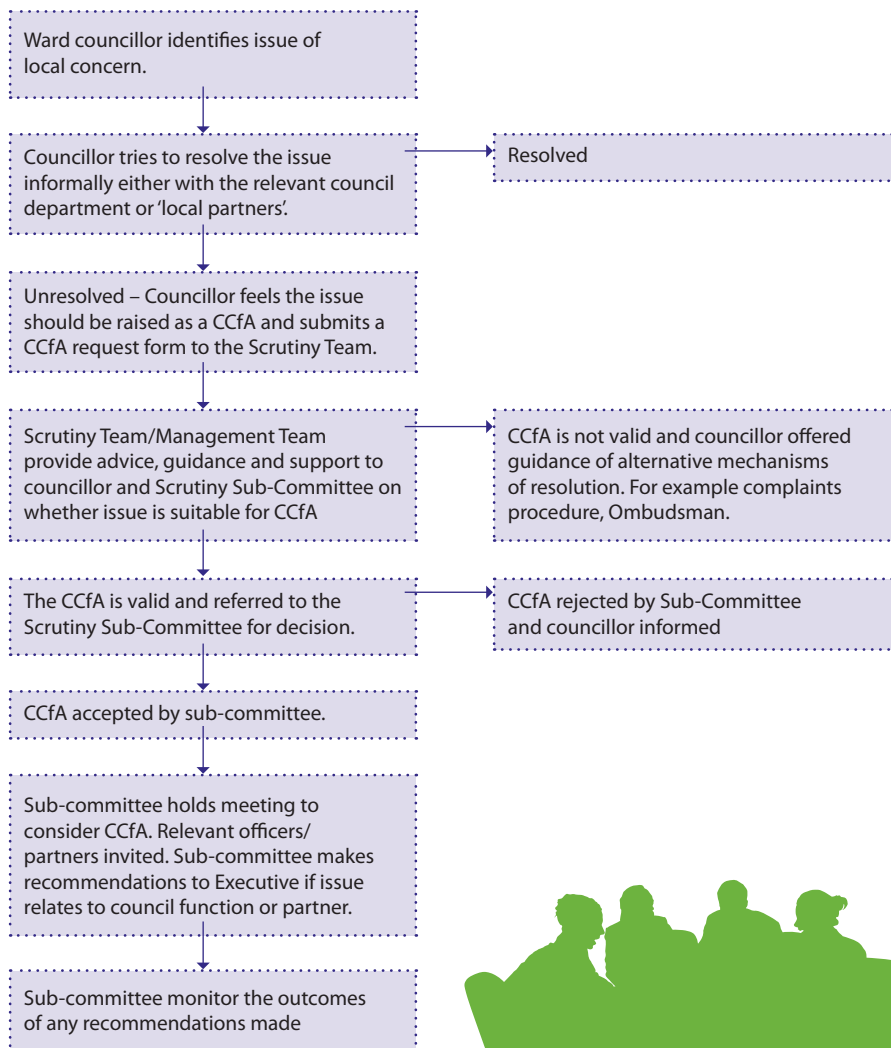 Ward councillor identifies issue of
local concern.
Councillor tries to resolve the issue
informally either with the relevant council
department or ‘local partners’.
Resolved
Unresolved – Councillor feels the issue
should be raised as a CCfA and submits a
CCfA request form to the Scrutiny Team.
Scrutiny Team/Management Team
provide advice, guidance and support to
councillor and Scrutiny Sub-Committee on
whether issue is suitable for CCfA
CCfA is not valid and councillor offered
guidance of alternative mechanisms
of resolution. For example complaints
procedure, Ombudsman.
The CCfA is valid and referred to the
Scrutiny Sub-Committee for decision.
CCfA rejected by Sub-Committee
and councillor informed
CCfA accepted by sub-committee.
Sub-committee holds meeting to
consider CCfA. Relevant officers/
partners invited. Sub-committee makes
recommendations to Executive if issue
relates to council function or partner.
Sub-committee monitor the outcomes
of any recommendations made